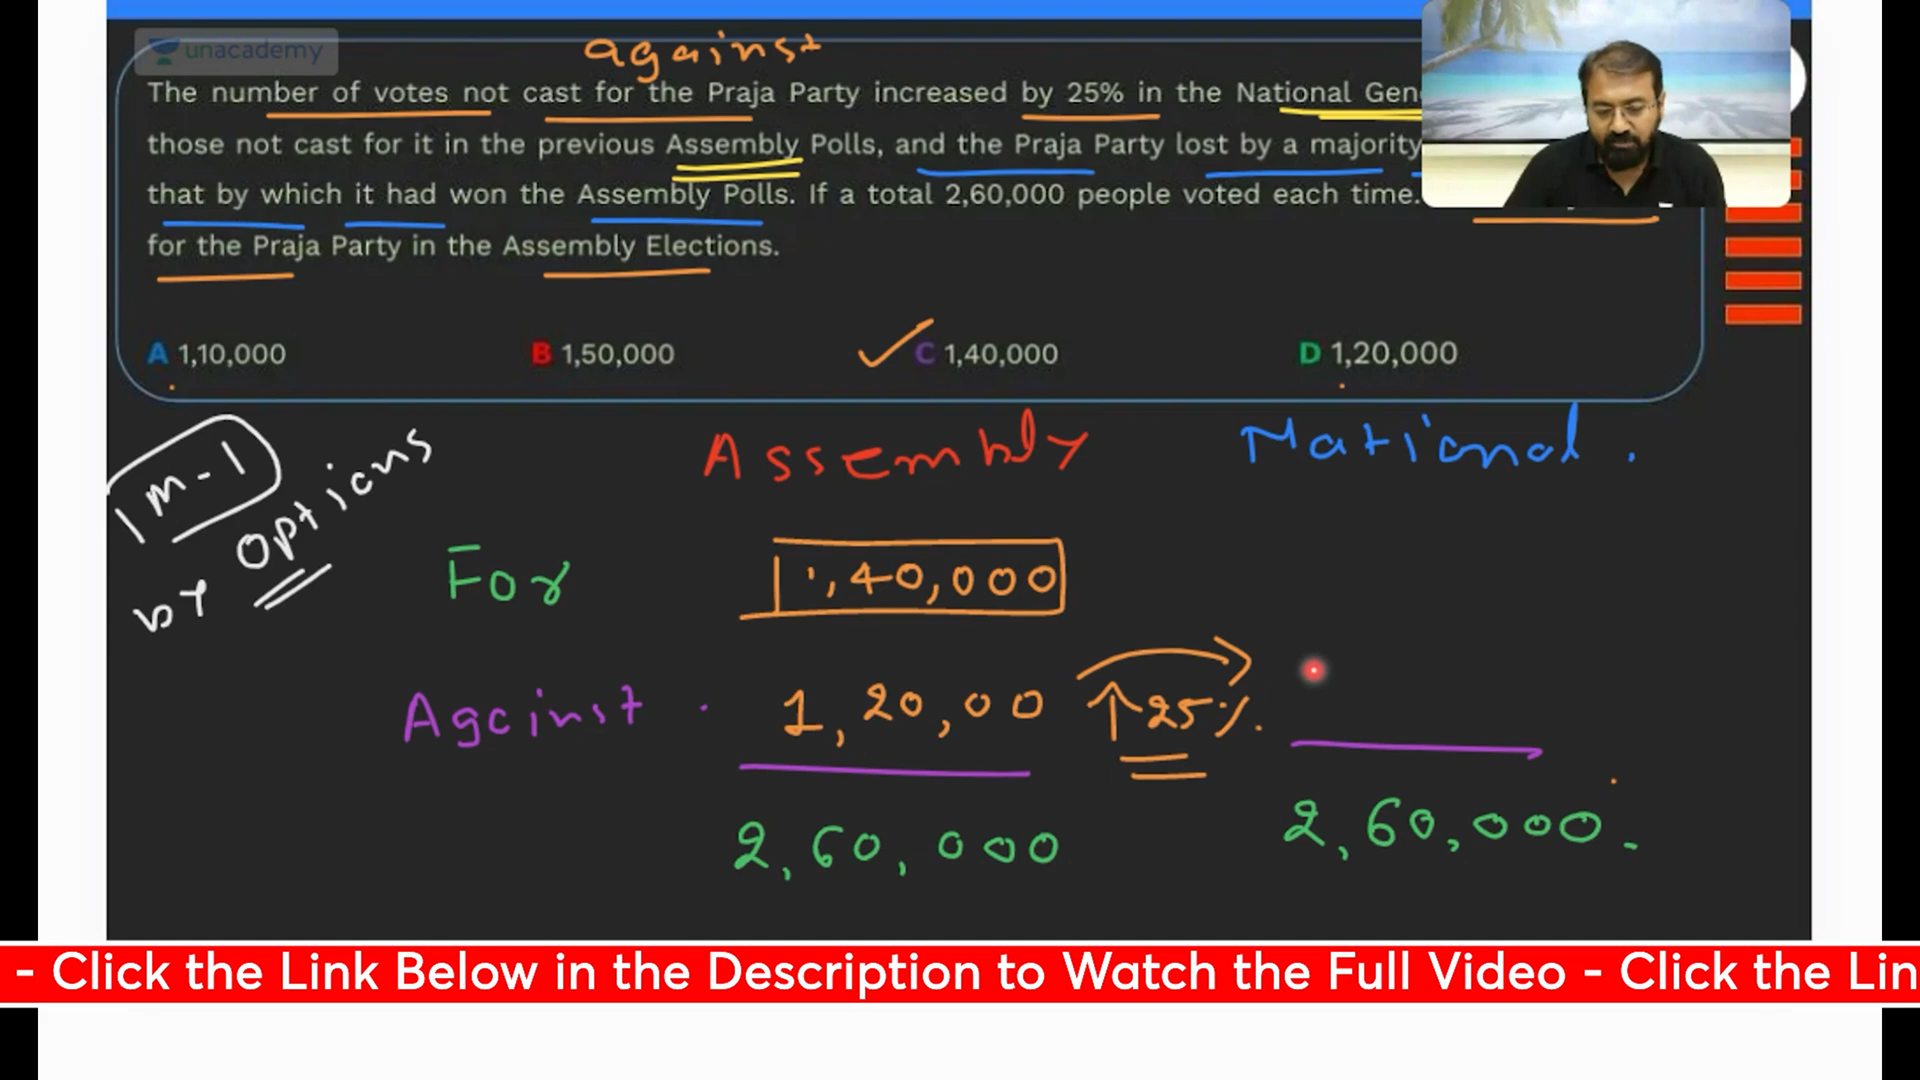 unacademy
against
The number of votes not cast for the Praja Party increased by 25% in the National Gen
those not cast for it in the previous Assembly Polls, and the Praja Party lost by a majority
that by which it had won the Assembly Polls. If a total 2,60,000 people voted each time.
for the Praja Party in the Assembly Elections.
A 1,10,000 B 1,50,000 C 1,40,000 D 1,20,000
M-1
by options
Assembly National.
For 1,40,000
Against 1,20,00 ↑25%.
2,60,000 2,60,000.
- Click the Link Below in the Description to Watch the Full Video - Click the Lin